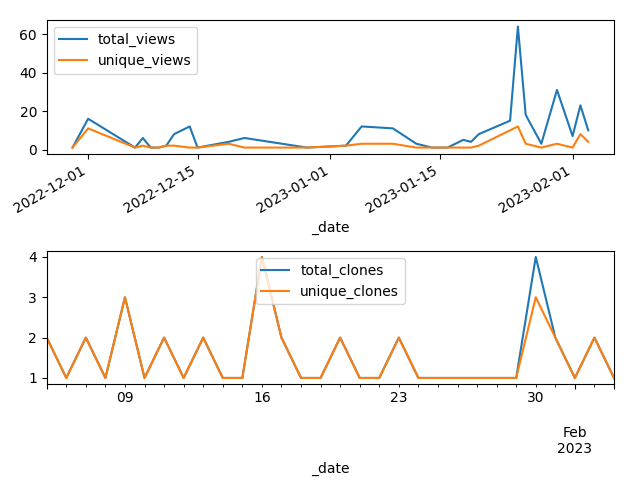 total_views
unique_views
60
40
20
0
2022-12-01
2022-12-15
2023-01-01
2023-01-15
2023-02-01
_date
total_clones
unique_clones
4
3
2
1
09
16
23
30
Feb
2023
_date